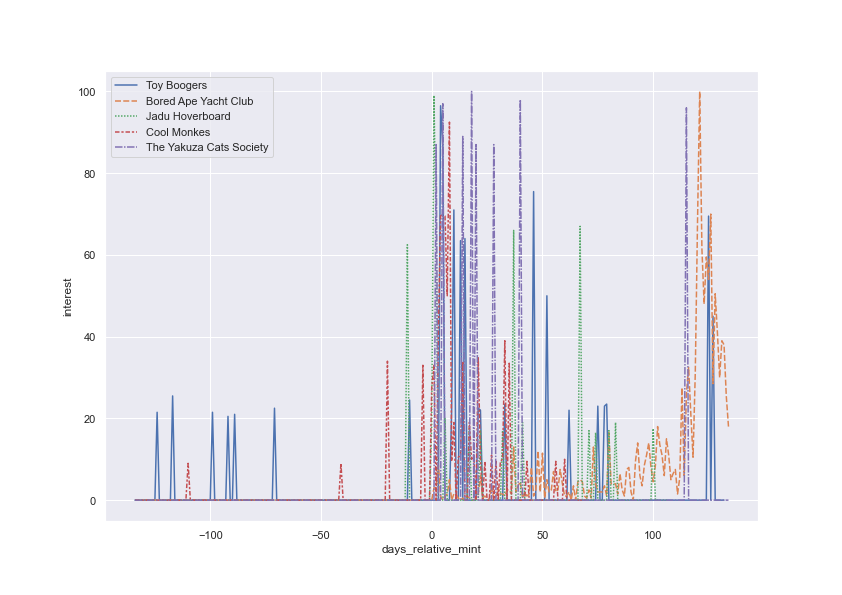 Toy Boogers
Bored Ape Yacht Club
Jadu Hoverboard
Cool Monkes
The Yakuza Cats Society
100
80
60
40
20
0
interest
−100
−50
0
50
100
days_relative_mint